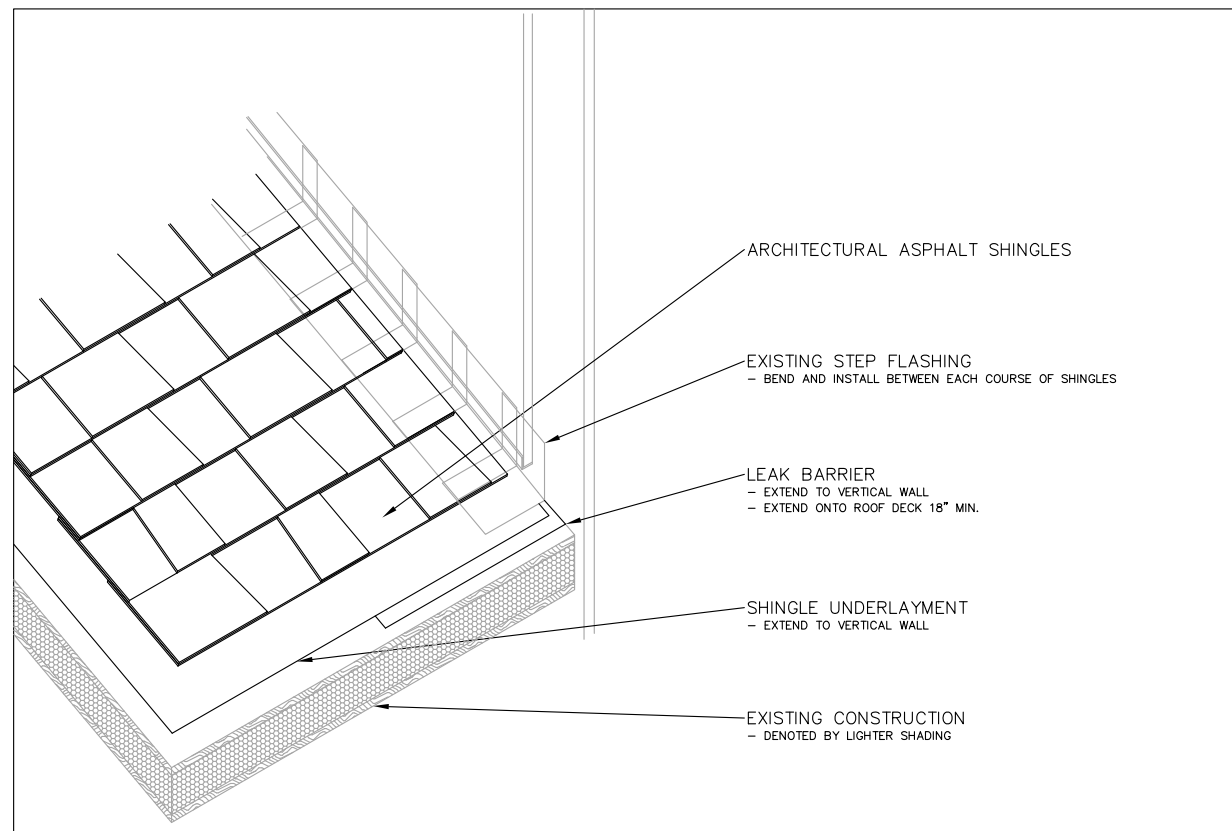 ARCHITECTURAL ASPHALT SHINGLES
EXISTING STEP FLASHING
– BEND AND INSTALL BETWEEN EACH COURSE OF SHINGLES
LEAK BARRIER
– EXTEND TO VERTICAL WALL
– EXTEND ONTO ROOF DECK 18" MIN.
SHINGLE UNDERLAYMENT
– EXTEND TO VERTICAL WALL
EXISTING CONSTRUCTION
– DENOTED BY LIGHTER SHADING